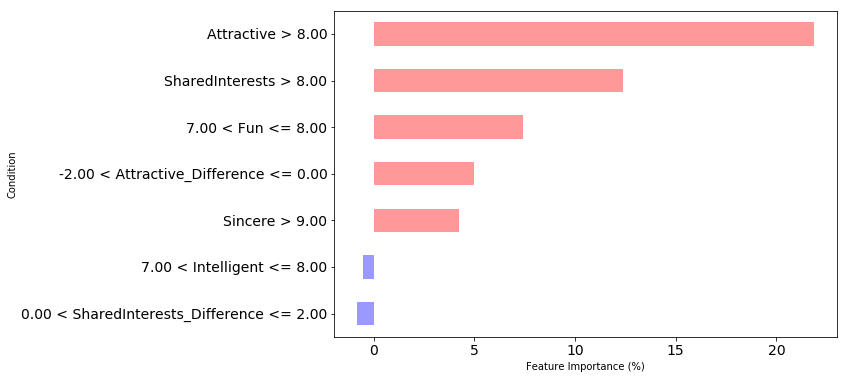 Attractive > 8.00
SharedInterests > 8.00
7.00 < Fun <= 8.00
-2.00 < Attractive_Difference <= 0.00
Sincere > 9.00
7.00 < Intelligent <= 8.00
0.00 < SharedInterests_Difference <= 2.00
Condition
0 5 10 15 20
Feature Importance (%)